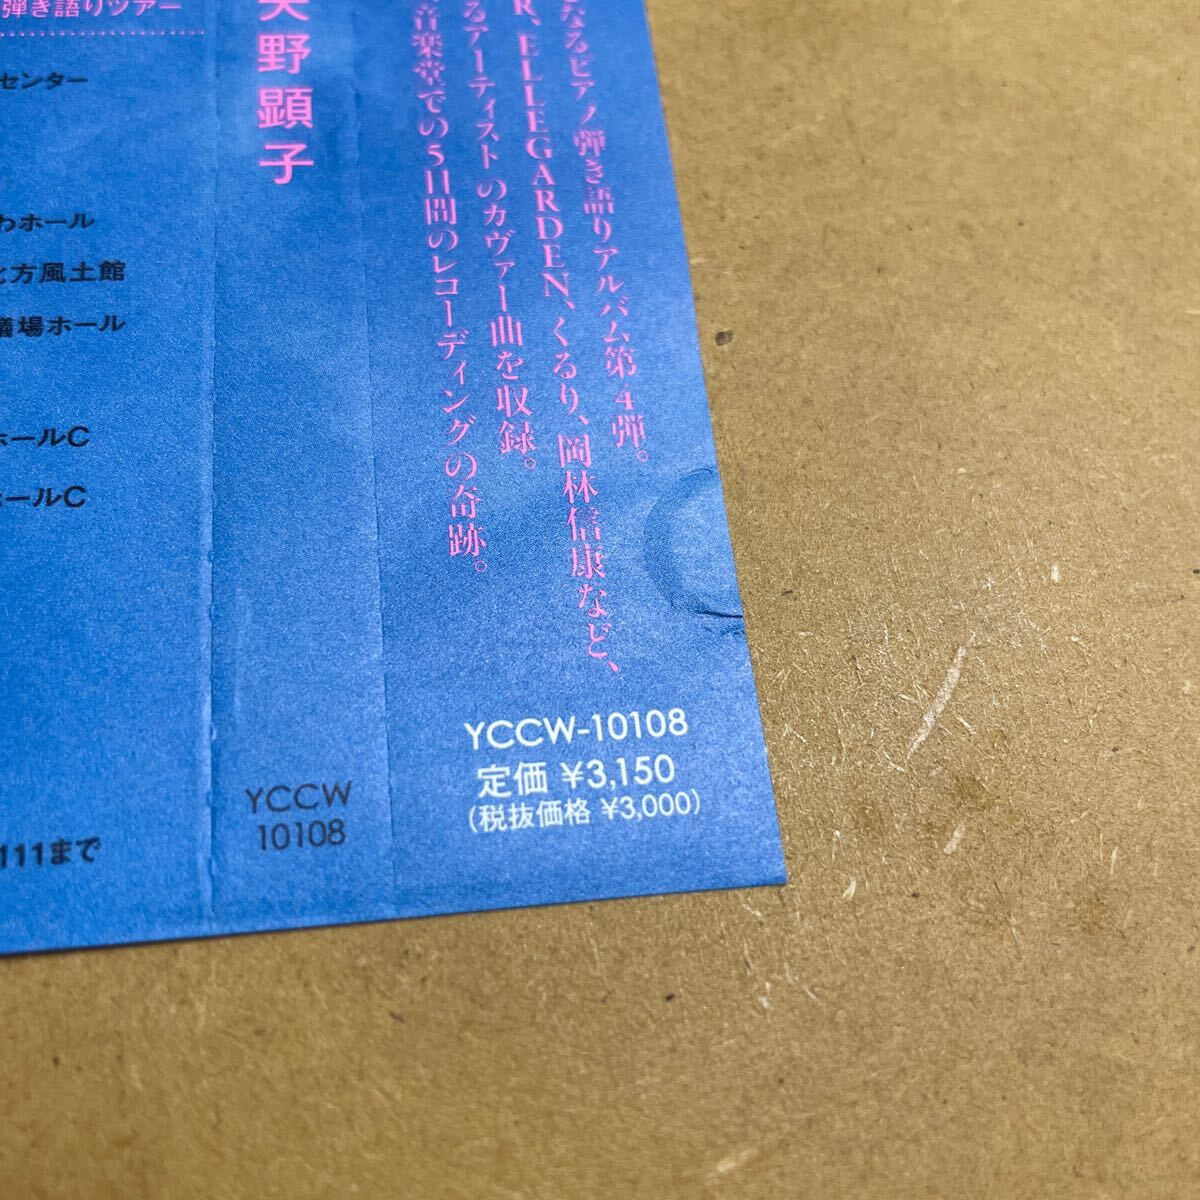 なるピアノ弾き語りアルバム第4弾。
R、ELLEGARDEN、くるり、岡林信康など、
るアーティストのカヴァー曲を収録。
音楽堂での5日間のレコーディングの奇跡。
YCCW-10108
定価 ¥3,150
(税抜価格 ¥3,000)
矢野顕子
YCCW
10108
弾き語りツアー
センター
わホール
方風土館
議場ホール
ホールC
ホールC
111まで